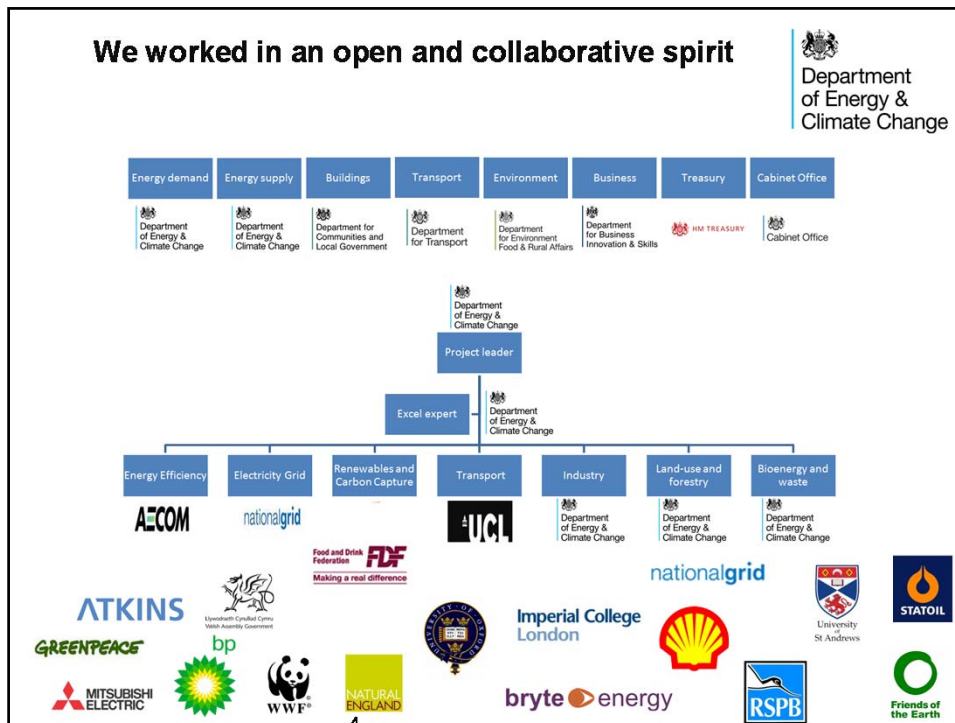 We worked in an open and collaborative spirit
Department
of Energy &
Climate Change
Energy demand
Energy supply
Buildings
Transport
Environment
Business
Treasury
Cabinet Office
Department
of Energy &
Climate Change
Department
of Energy &
Climate Change
Department for
Communities and
Local Government
Department
for Transport
Department
for Environment
Food & Rural Affairs
Department
for Business
Innovation & Skills
HM TREASURY
Cabinet Office
Department
of Energy &
Climate Change
Project leader
Excel expert
Department
of Energy &
Climate Change
Energy Efficiency
Electricity Grid
Renewables and
Carbon Capture
Transport
Industry
Land-use and
forestry
Bioenergy and
waste
AECOM
nationalgrid
UCL
Department
of Energy &
Climate Change
Department
of Energy &
Climate Change
Department
of Energy &
Climate Change
Food and Drink
Federation
FDF
Making a real difference
nationalgrid
ATKINS
Llywodraeth Cynulliad Cymru
Welsh Assembly Government
UNIVERSITY OF OXFORD
Imperial College
London
University
of
St Andrews
STATOIL
GREENPEACE
bp
MITSUBISHI
ELECTRIC
WWF®
NATURAL
ENGLAND
bryte energy
RSPB
Friends of
the Earth
4